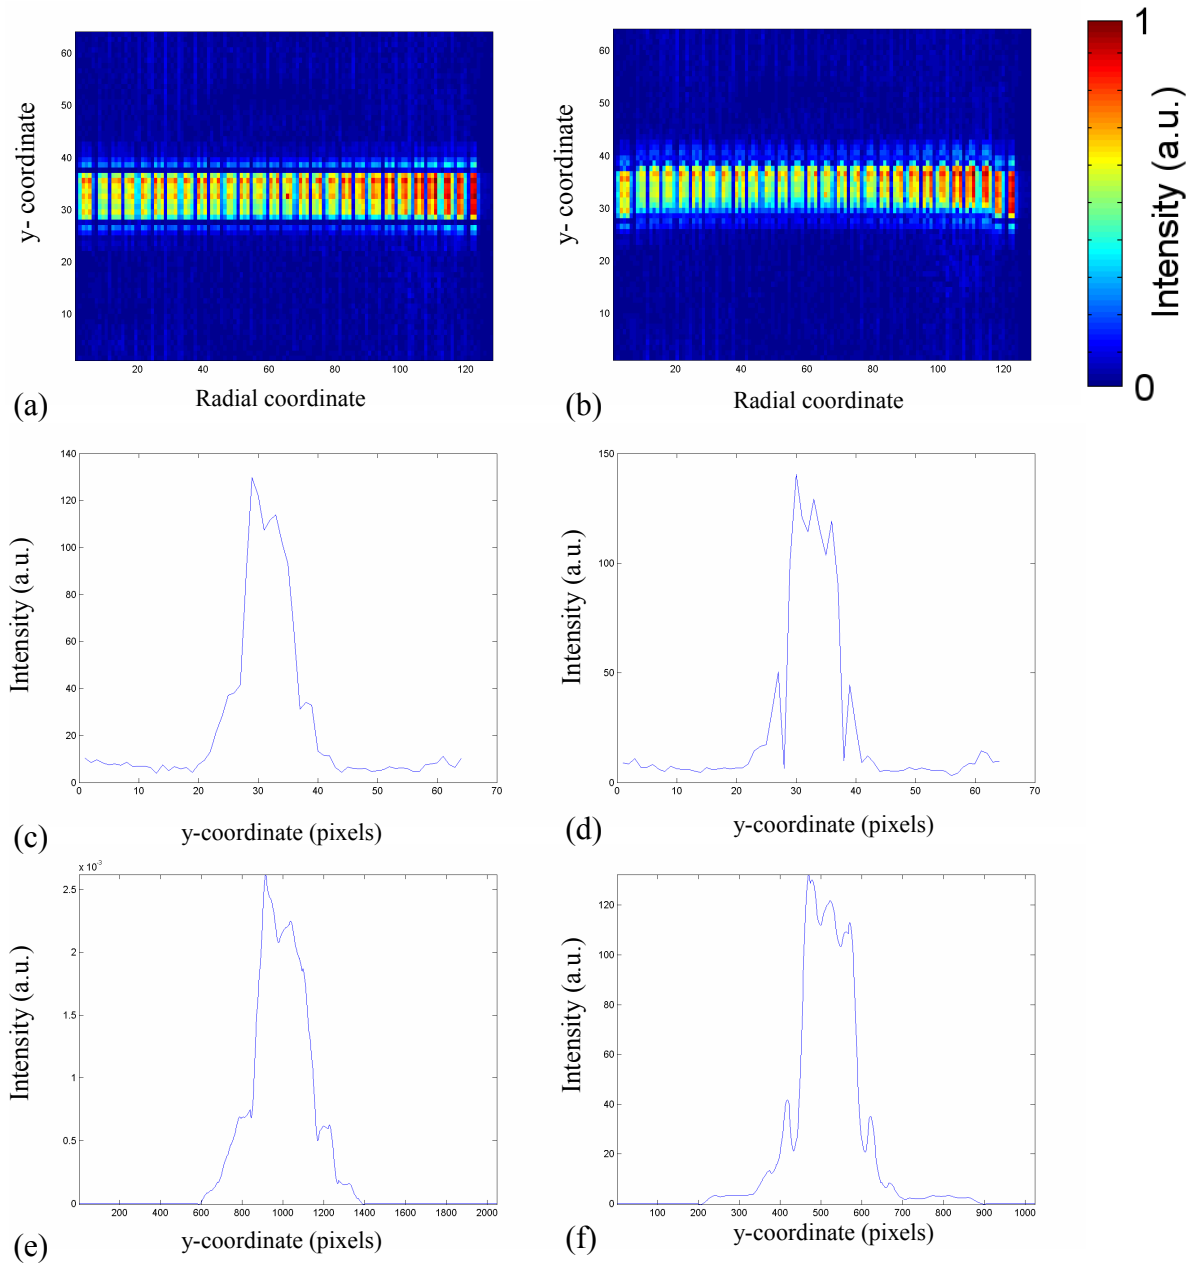 60
50
40
30
20
10
20 40 60 80 100 120
y- coordinate
Radial coordinate
(a)
60
50
40
30
20
10
20 40 60 80 100 120
y- coordinate
Radial coordinate
(b)
1
0
Intensity (a.u.)
140
120
100
80
60
40
20
0
0 10 20 30 40 50 60 70
Intensity (a.u.)
y-coordinate (pixels)
(c)
150
100
50
0
0 10 20 30 40 50 60 70
Intensity (a.u.)
y-coordinate (pixels)
(d)
x 10⁻³
2.5
2
1.5
1
0.5
0
200 400 600 800 1000 1200 1400 1600 1800 2000
Intensity (a.u.)
y-coordinate (pixels)
(e)
120
100
80
60
40
20
0
100 200 300 400 500 600 700 800 900 1000
Intensity (a.u.)
y-coordinate (pixels)
(f)